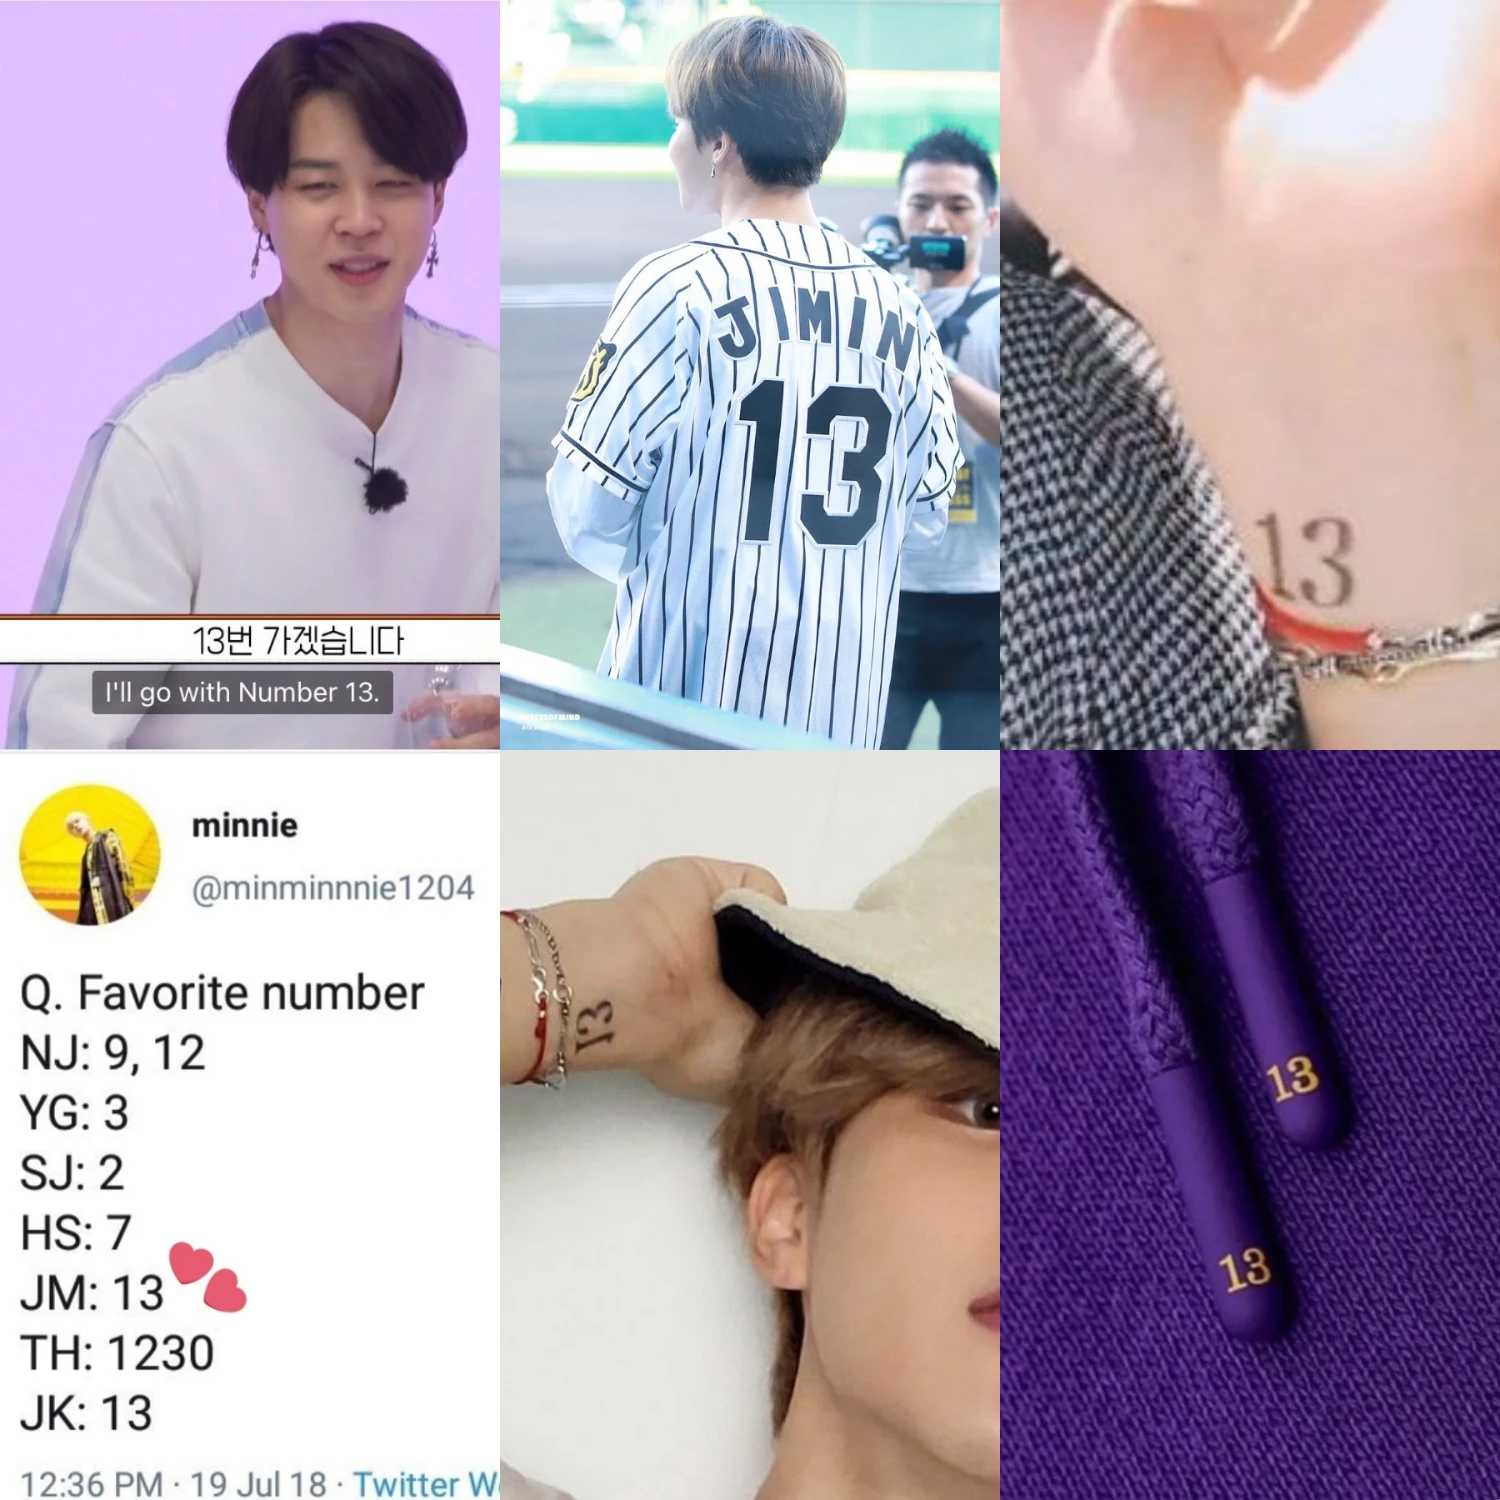 13번 가겠습니다
I'll go with Number 13.
JIMIN
13
13
minnie
@minminnnie1204
Q. Favorite number
NJ: 9, 12
YG: 3
SJ: 2
HS: 7
JM: 13
TH: 1230
JK: 13
12:36 PM · 19 Jul 18 · Twitter
13
13
13